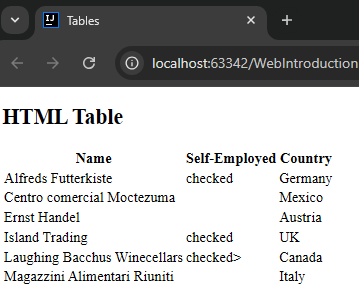 Tables
localhost:63342/WebIntroduction
HTML Table
Name Self-Employed Country
Alfreds Futterkiste checked Germany
Centro comercial Moctezuma Mexico
Ernst Handel Austria
Island Trading checked UK
Laughing Bacchus Winecellars checked> Canada
Magazzini Alimentari Riuniti Italy